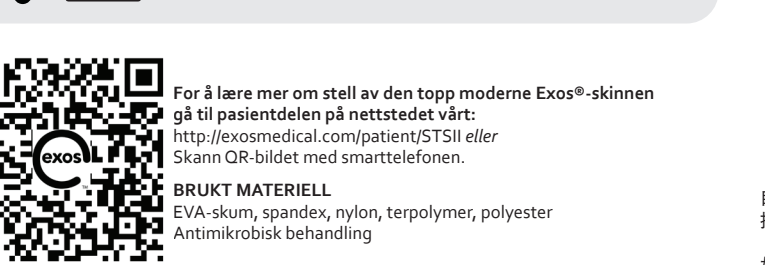 For å lære mer om stell av den topp moderne Exos®-skinnen
gå til pasientdelen på nettstedet vårt:
http://exosmedical.com/patient/STSII eller
Skann QR-bildet med smarttelefonen.
exos™
BRUKT MATERIELL
EVA-skum, spandex, nylon, terpolymer, polyester
Antimikrobisk behandling